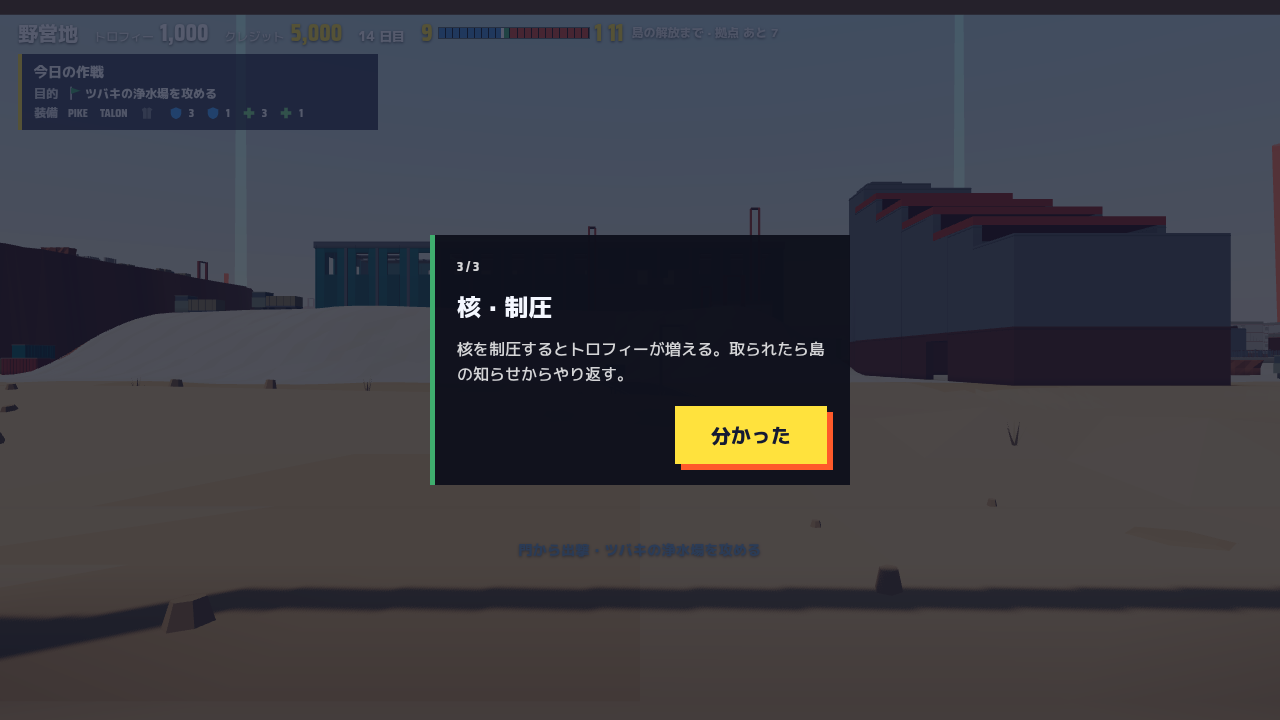 野営地 トロフィー 1,000 クレジット 5,000 14 日目 9 111 島の解放まで・拠点 あと 7
今日の作戦
目的 ツバキの浄水場を攻める
装備 PIKE TALON 3 1 3 1
3/3
核・制圧
核を制圧するとトロフィーが増える。取られたら島
の知らせからやり返す。
分かった
門から出撃・ツバキの浄水場を攻める